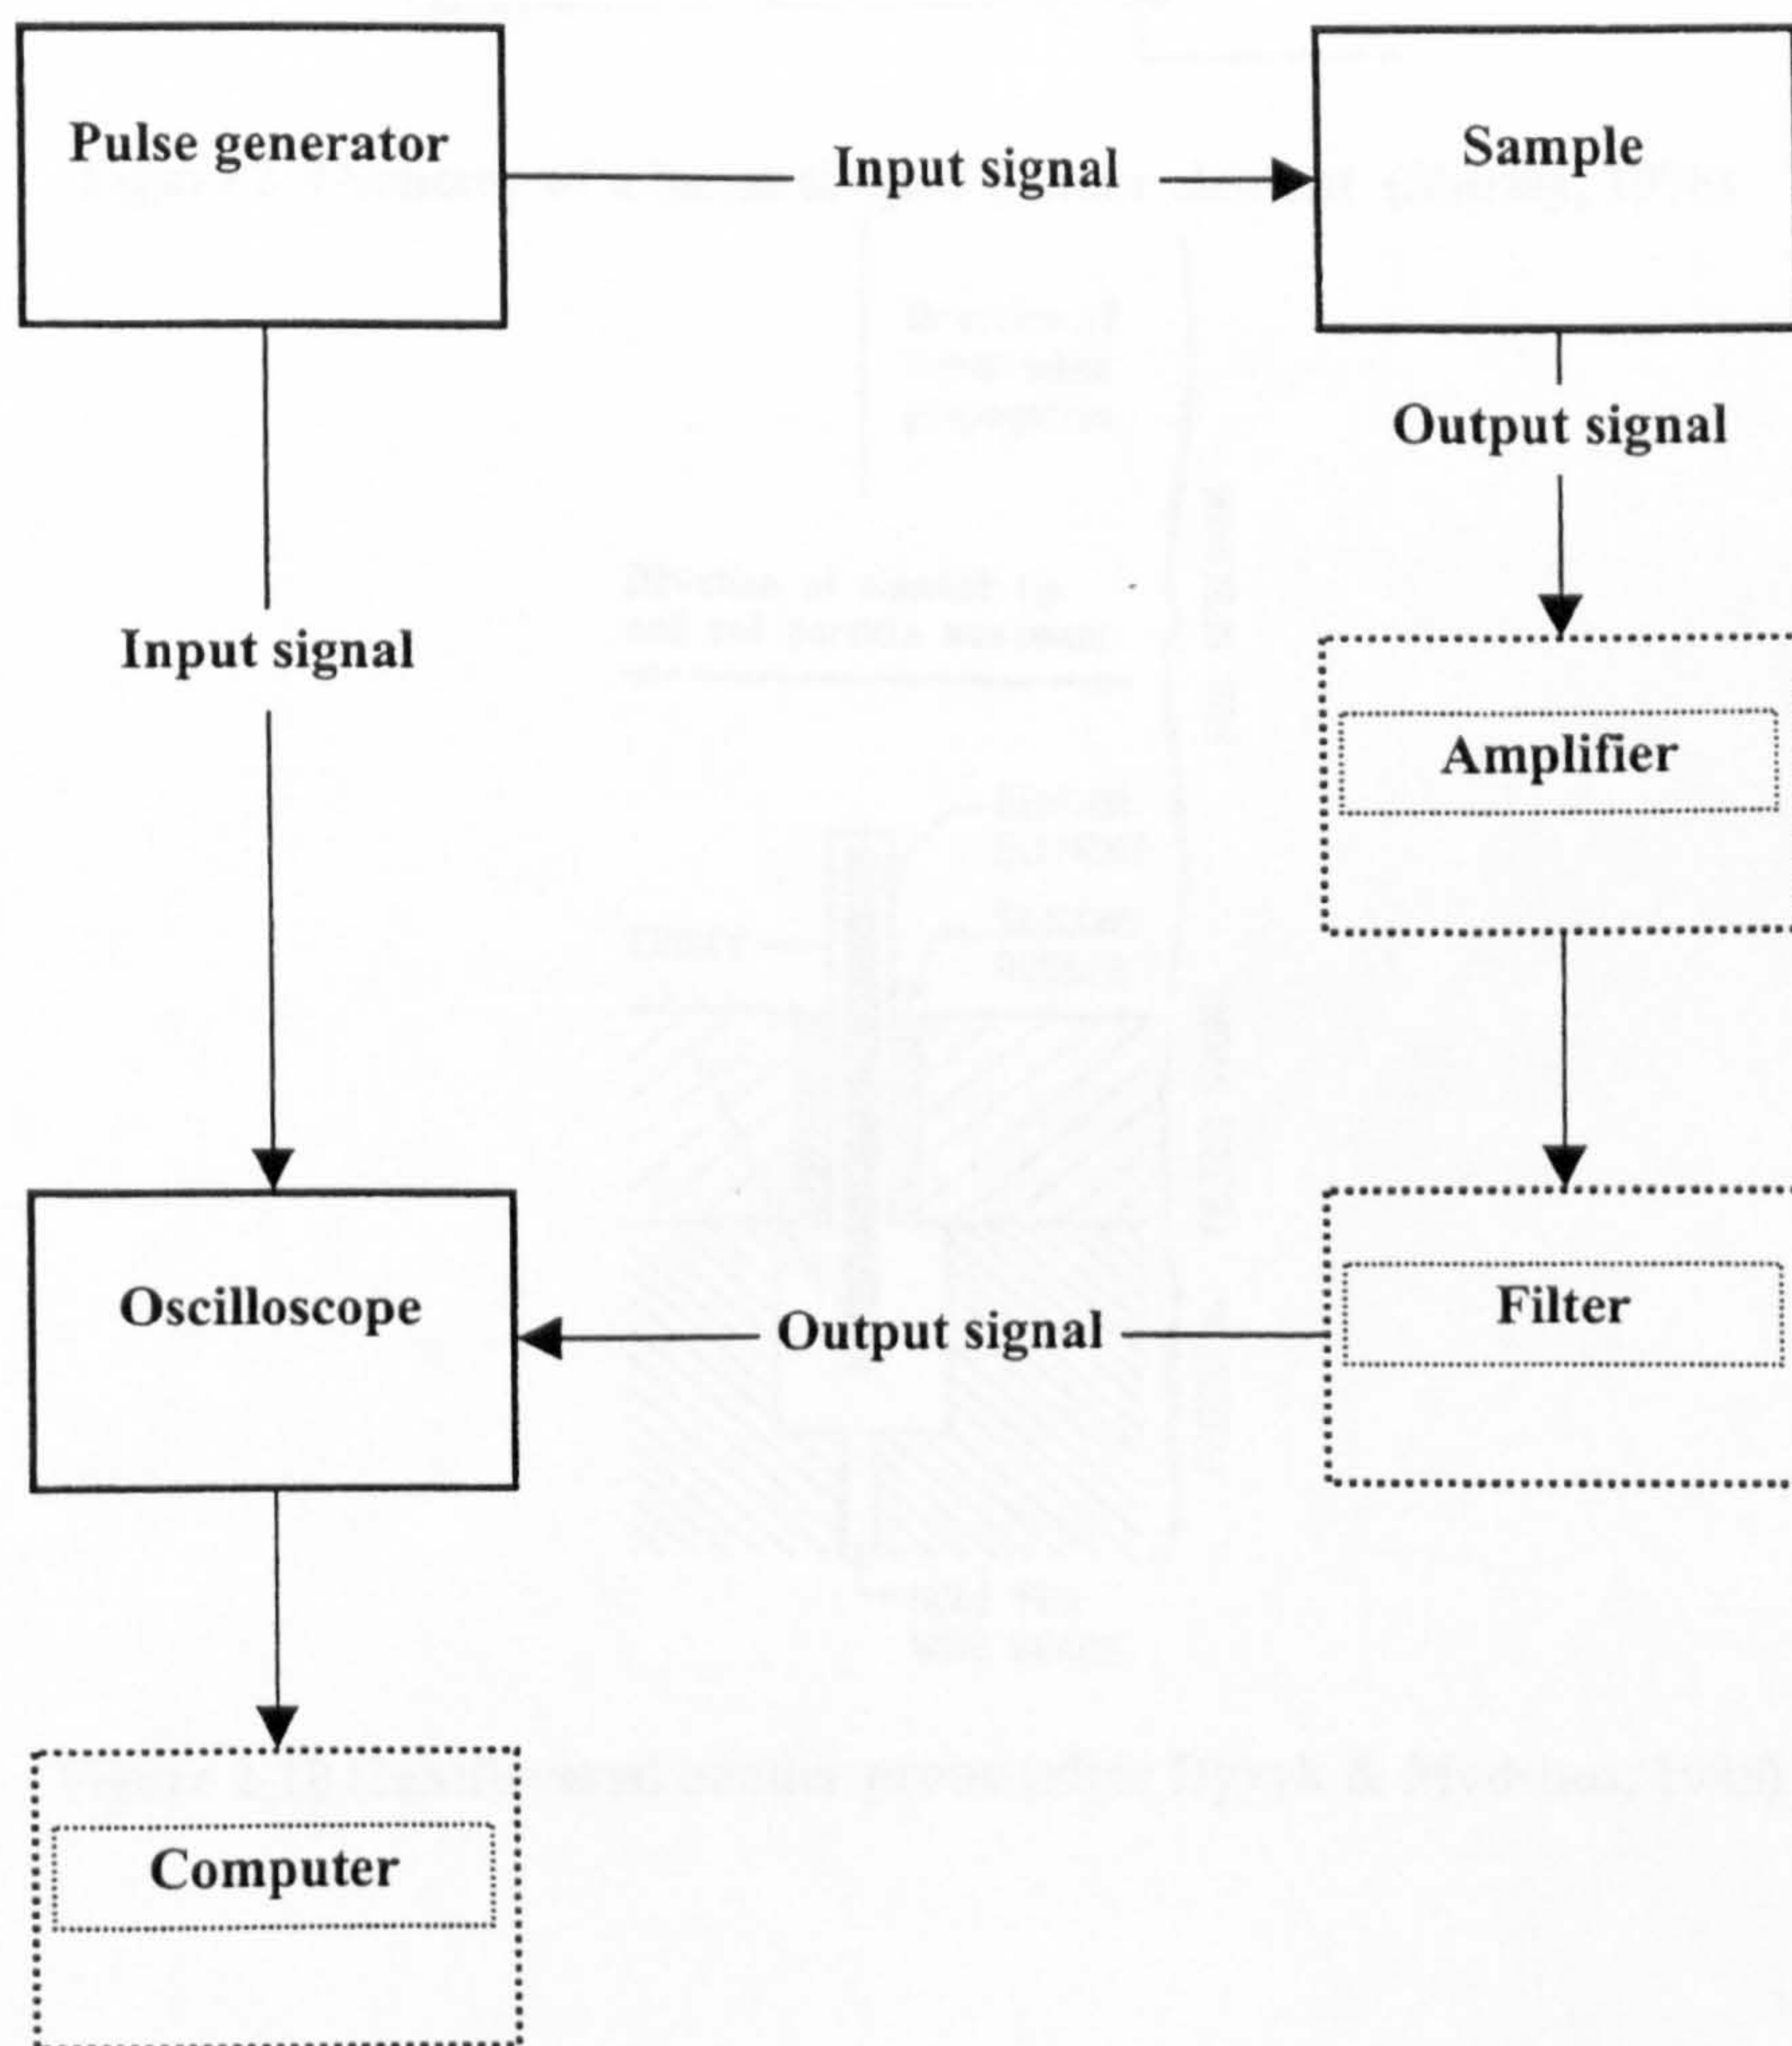 Pulse generator
Input signal
Sample
Output signal
Input signal
Amplifier
Oscilloscope
Output signal
Filter
Computer